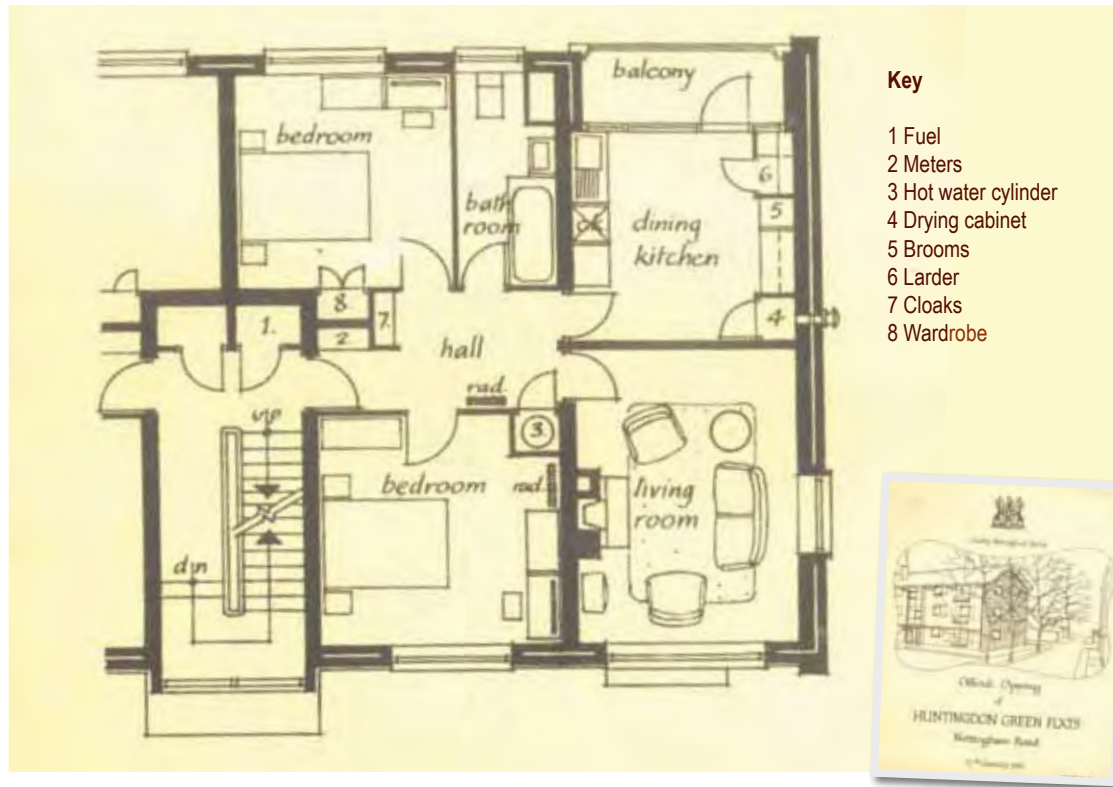 balcony
bedroom
bath
room
6
5
dining
kitchen
4
8.
7.
2
1.
hall
rad.
up
3.
bedroom
rad.
living
room
dn
Key
1 Fuel
2 Meters
3 Hot water cylinder
4 Drying cabinet
5 Brooms
6 Larder
7 Cloaks
8 Wardrobe
Official Opening
of
HUNTINGDON GREEN FLATS
Nottingham Road